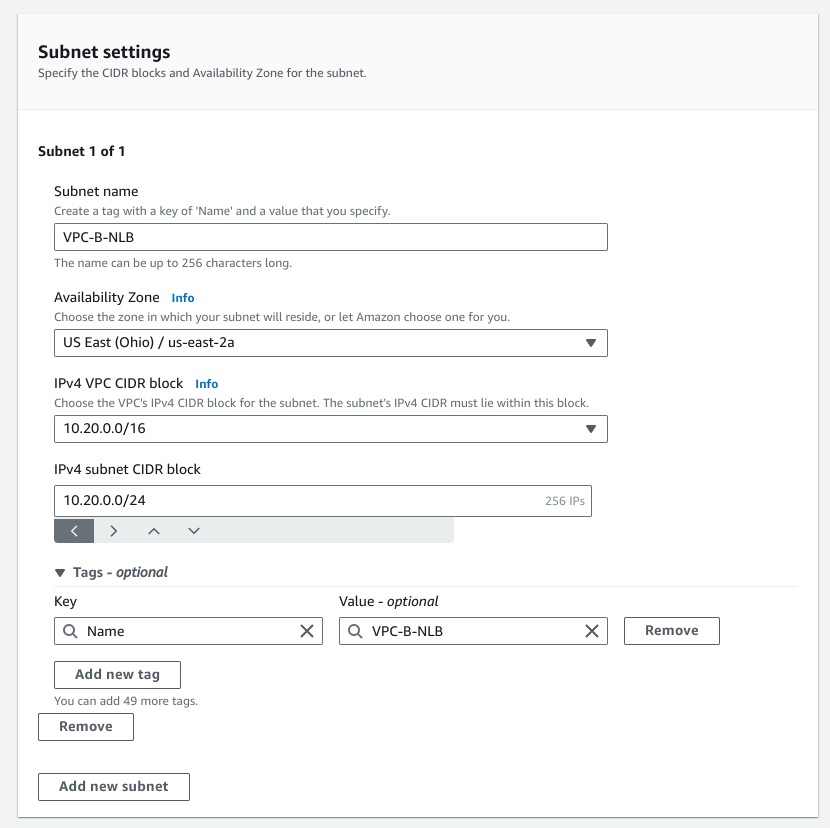 Subnet settings
Specify the CIDR blocks and Availability Zone for the subnet.
Subnet 1 of 1
Subnet name
Create a tag with a key of 'Name' and a value that you specify.
VPC-B-NLB
The name can be up to 256 characters long.
Availability Zone Info
Choose the zone in which your subnet will reside, or let Amazon choose one for you.
US East (Ohio) / us-east-2a
IPv4 VPC CIDR block Info
Choose the VPC's IPv4 CIDR block for the subnet. The subnet's IPv4 CIDR must lie within this block.
10.20.0.0/16
IPv4 subnet CIDR block
10.20.0.0/24 256 IPs
Tags - optional
Key Value - optional
Name VPC-B-NLB Remove
Add new tag
You can add 49 more tags.
Remove
Add new subnet